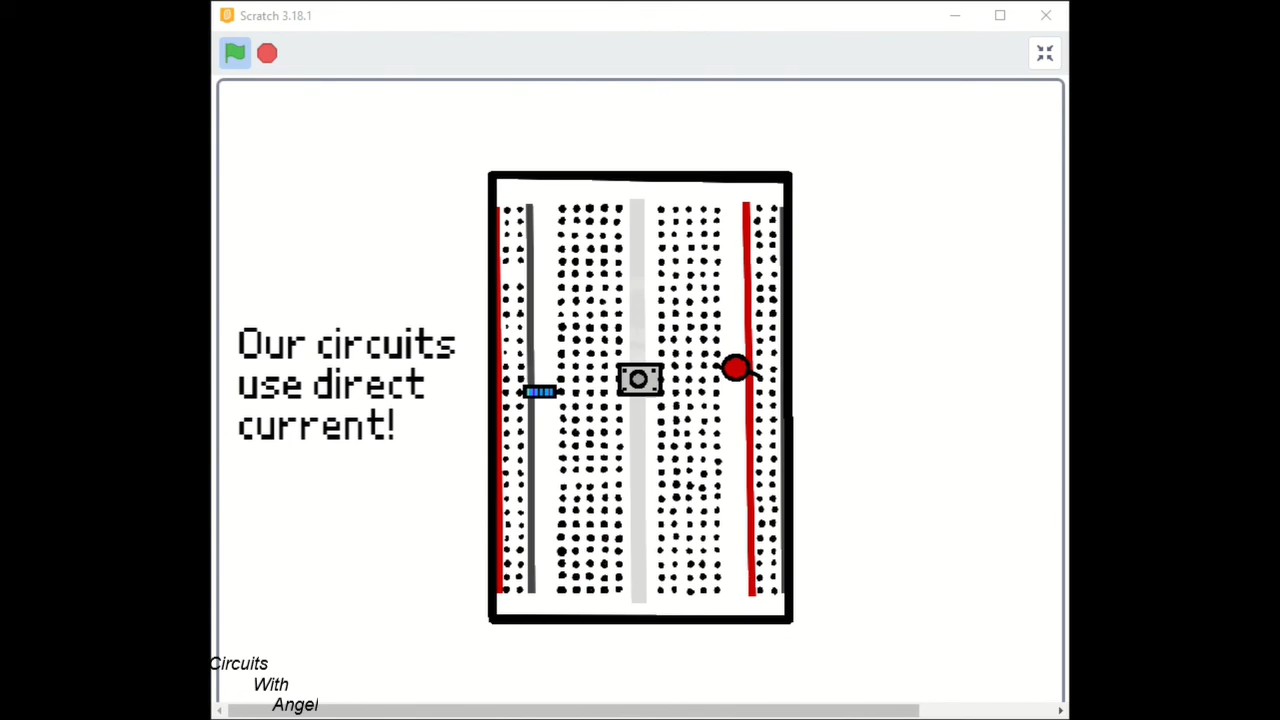 Scratch 3.18.1
Our circuits
use direct
current!
Circuits
With
Angel